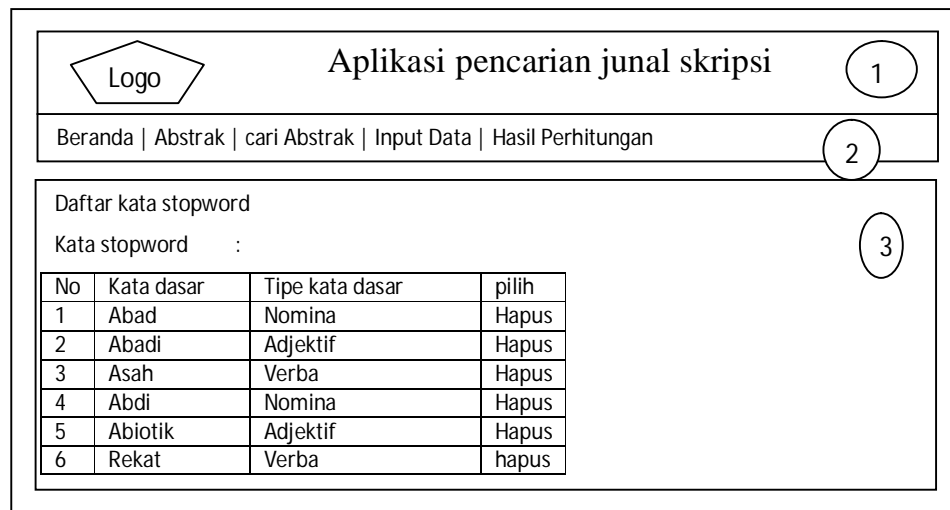 Logo
Aplikasi pencarian junal skripsi
1
Beranda | Abstrak | cari Abstrak | Input Data | Hasil Perhitungan
2
Daftar kata stopword
Kata stopword :
3
No Kata dasar Tipe kata dasar pilih
1 Abad Nomina Hapus
2 Abadi Adjektif Hapus
3 Asah Verba Hapus
4 Abdi Nomina Hapus
5 Abiotik Adjektif Hapus
6 Rekat Verba hapus